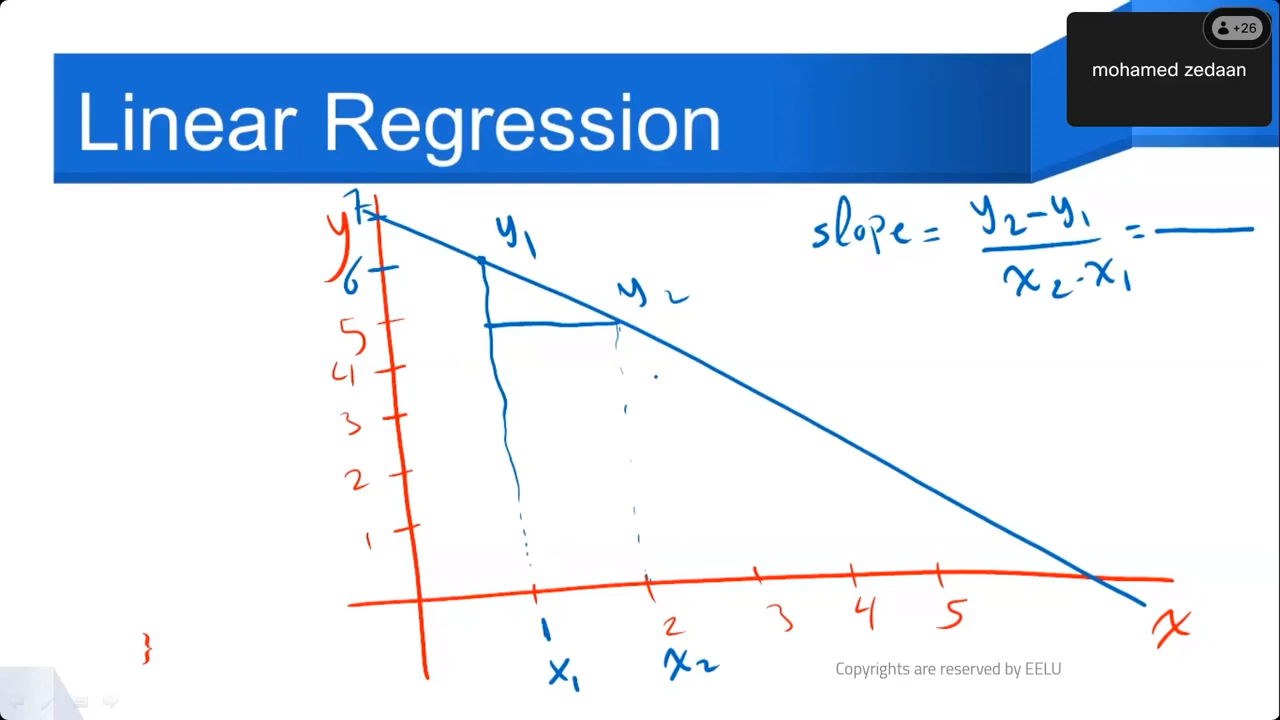 +26
mohamed zedaan
Linear Regression
y
7
6
5
4
3
2
1
y1
y2
slope = y2-y1 / x2-x1 =
1 2 3 4 5
x1 x2
x
}
Copyrights are reserved by EELU